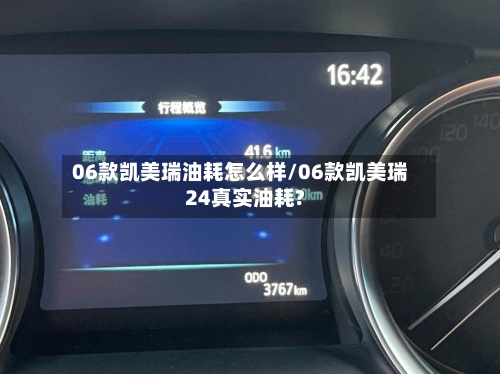 16:42
行程概览
距离 41.6 km
06款凯美瑞油耗怎么样/06款凯美瑞
24真实油耗?
油耗
ODO
3767km
120